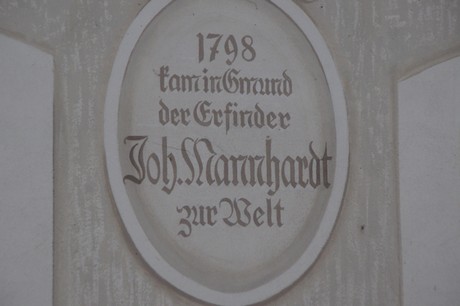 1798
kam in Gmund
der Erfinder
Joh. Mannhardt
zur Welt